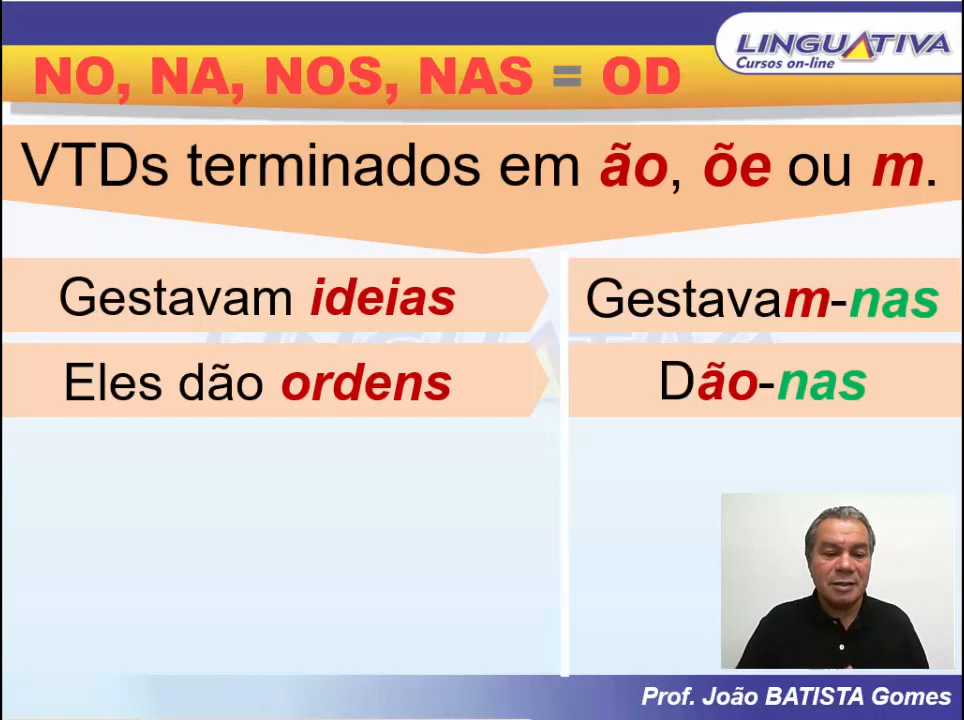 LINGUATIVA
Cursos on-line
NO, NA, NOS, NAS = OD
VTDs terminados em ão, õe ou m.
Gestavam ideias
Gestavam-nas
Eles dão ordens
Dão-nas
LINGUATIVA
Prof. João BATISTA Gomes